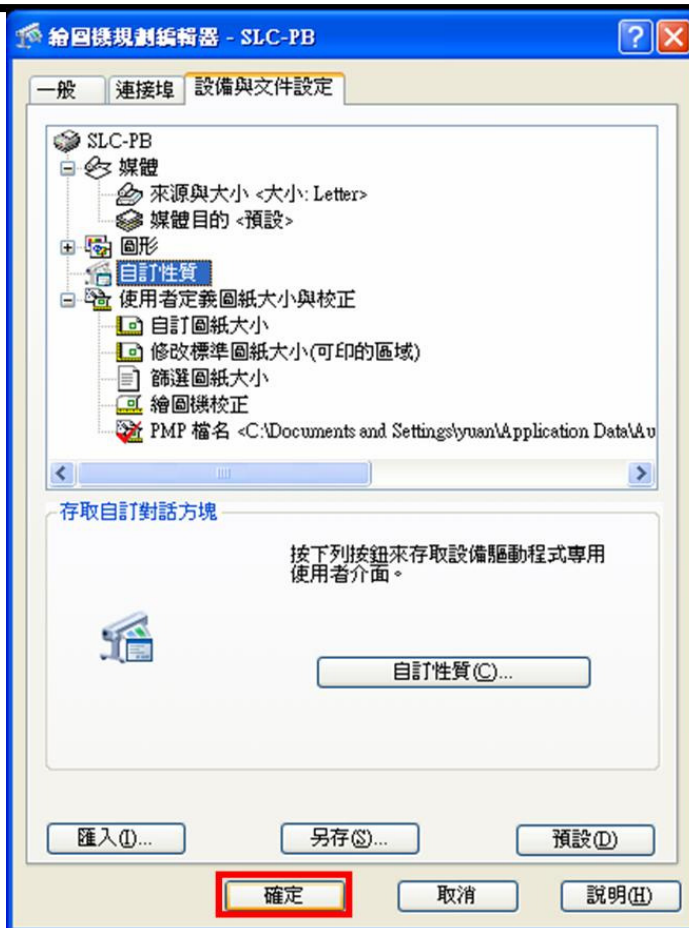 繪圖機規劃編輯器 - SLC-PB
一般 連接埠 設備與文件設定
SLC-PB
媒體
來源與大小 <大小: Letter>
媒體目的 <預設>
圖形
自訂性質
使用者定義圖紙大小與校正
自訂圖紙大小
修改標準圖紙大小(可印的區域)
篩選圖紙大小
繪圖機校正
PMP 檔名 <C:\Documents and Settings\yuan\Application Data\Au
存取自訂對話方塊
按下列按鈕來存取設備驅動程式專用
使用者介面。
自訂性質(C)...
匯入(I)... 另存(S)... 預設(D)
確定 取消 說明(H)